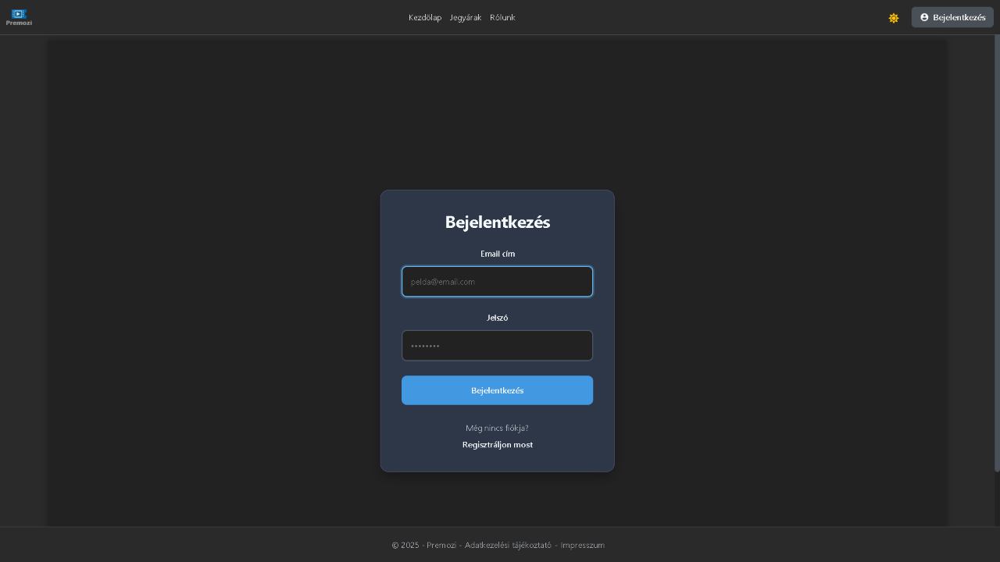 Premozi
Kezdőlap Jegyárak Rólunk
Bejelentkezés
Bejelentkezés
Email cím
pelda@email.com
Jelszó
••••••••
Bejelentkezés
Még nincs fiókja?
Regisztráljon most
© 2025 - Premozi - Adatkezelési tájékoztató - Impresszum